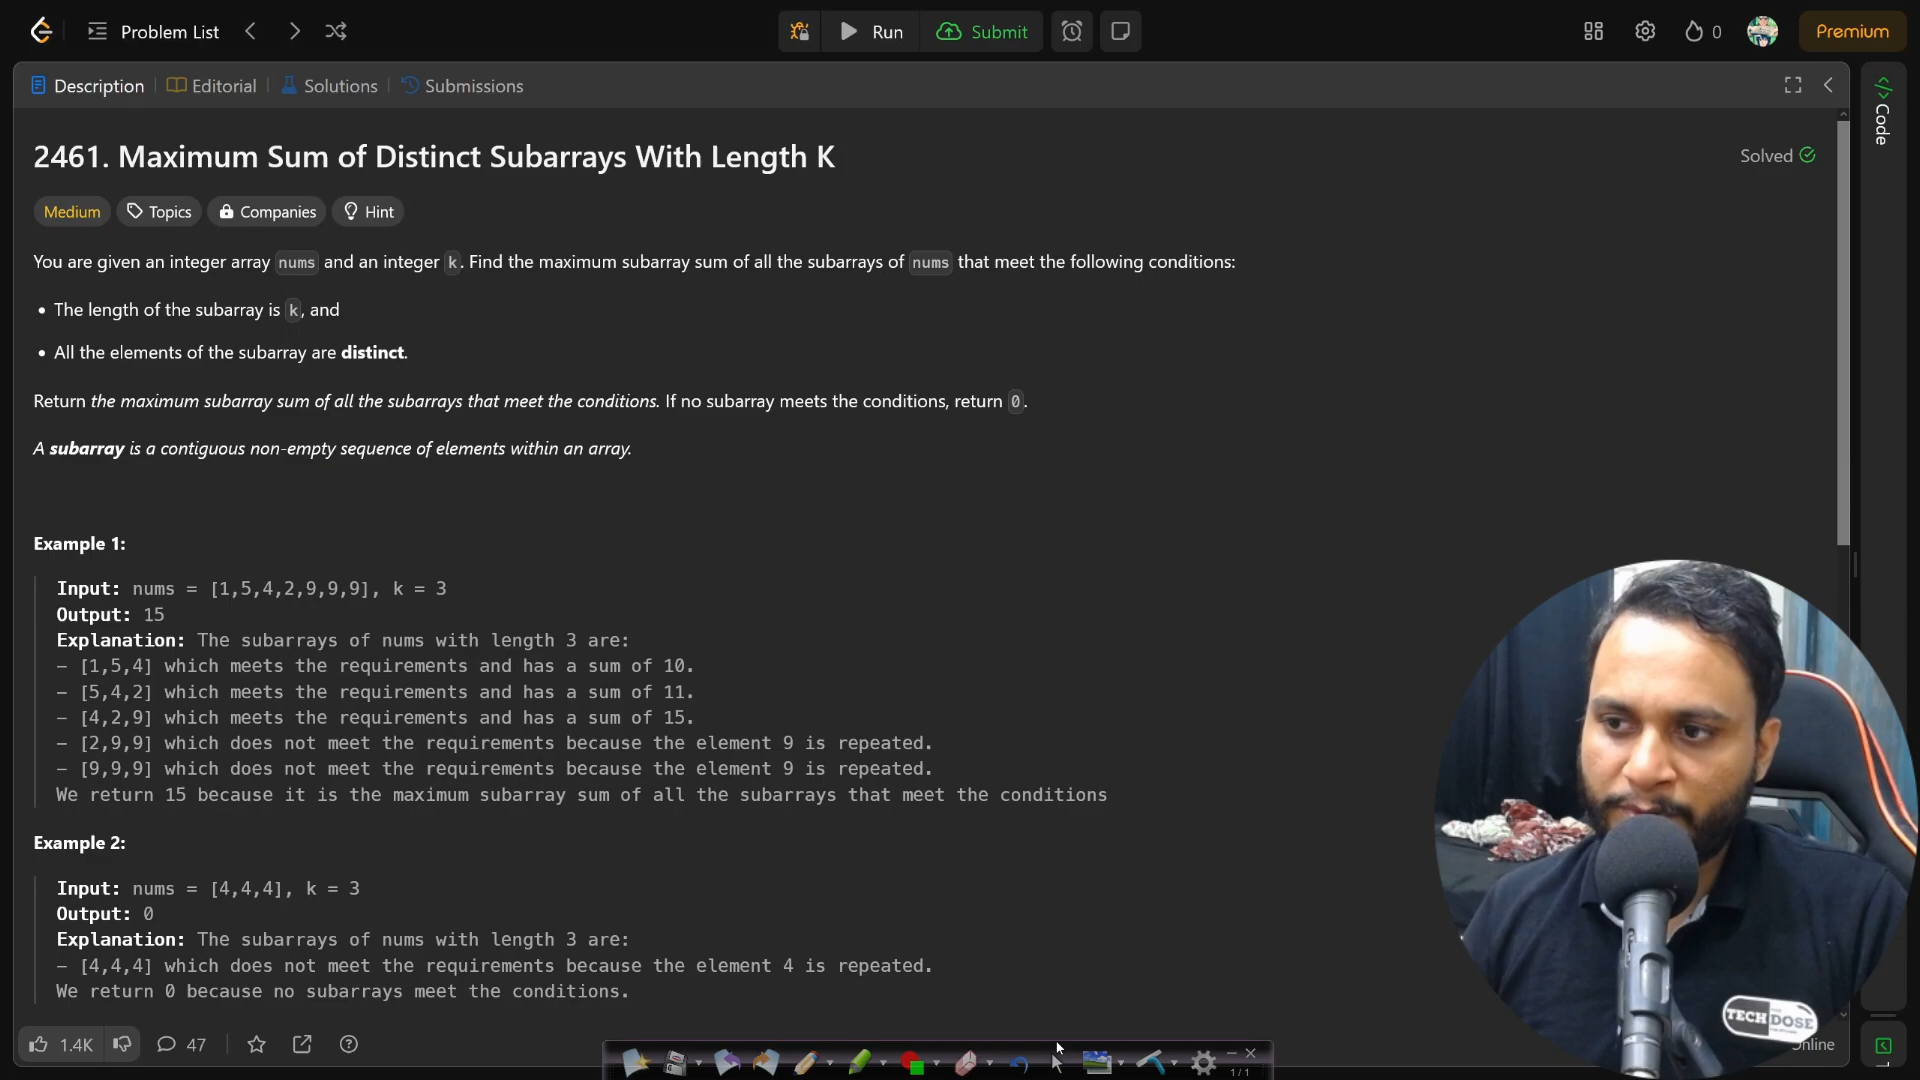 Problem List
Run
Submit
0
Premium
Description
Editorial
Solutions
Submissions
Code
2461. Maximum Sum of Distinct Subarrays With Length K
Solved
Medium
Topics
Companies
Hint
You are given an integer array nums and an integer k. Find the maximum subarray sum of all the subarrays of nums that meet the following conditions:
• The length of the subarray is k, and
• All the elements of the subarray are distinct.
Return the maximum subarray sum of all the subarrays that meet the conditions. If no subarray meets the conditions, return 0.
A subarray is a contiguous non-empty sequence of elements within an array.
Example 1:
Input: nums = [1,5,4,2,9,9,9], k = 3
Output: 15
Explanation: The subarrays of nums with length 3 are:
- [1,5,4] which meets the requirements and has a sum of 10.
- [5,4,2] which meets the requirements and has a sum of 11.
- [4,2,9] which meets the requirements and has a sum of 15.
- [2,9,9] which does not meet the requirements because the element 9 is repeated.
- [9,9,9] which does not meet the requirements because the element 9 is repeated.
We return 15 because it is the maximum subarray sum of all the subarrays that meet the conditions
Example 2:
Input: nums = [4,4,4], k = 3
Output: 0
Explanation: The subarrays of nums with length 3 are:
- [4,4,4] which does not meet the requirements because the element 4 is repeated.
We return 0 because no subarrays meet the conditions.
TECH DOSE
1.4K
47
nline
1/1